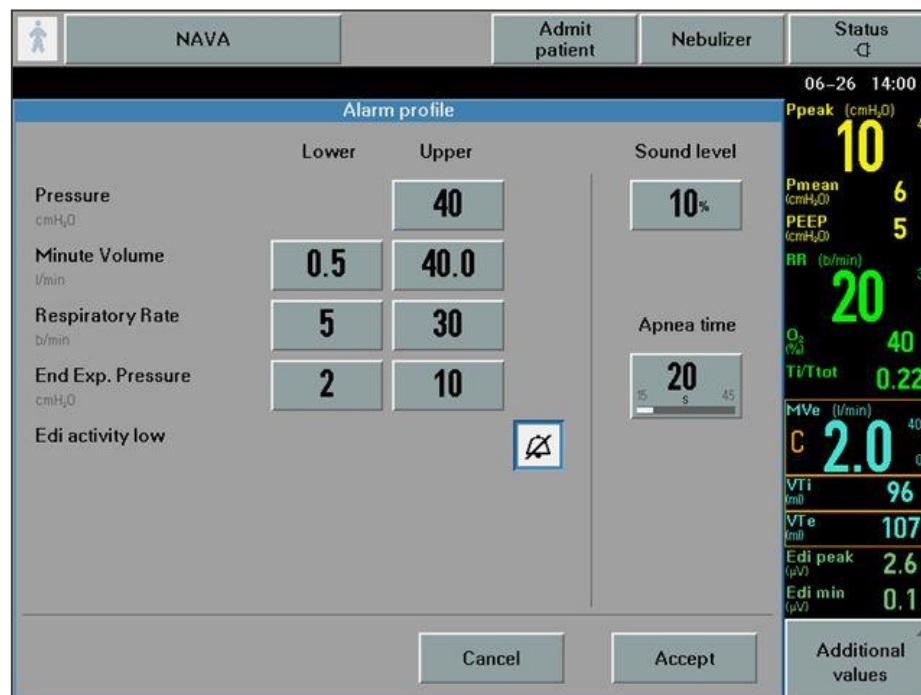 NAVA
Admit
patient
Nebulizer
Status
06-26 14:00
Alarm profile
Lower Upper Sound level
Pressure
cmH₂O
40
10%
Minute Volume
l/min
0.5 40.0
Respiratory Rate
b/min
5 30
Apnea time
End Exp. Pressure
cmH₂O
2 10
20
15 s 45
Edi activity low
Cancel Accept
Ppeak (cmH₂O)
10
Pmean
(cmH₂O)
6
PEEP
(cmH₂O)
5
RR (b/min)
20
O₂
(%)
40
Ti/Ttot 0.22
MVe (l/min)
40
C 2.0
VTi
(ml)
96
VTe
(ml)
107
Edi peak
(µV)
2.6
Edi min
(µV)
0.1
Additional
values